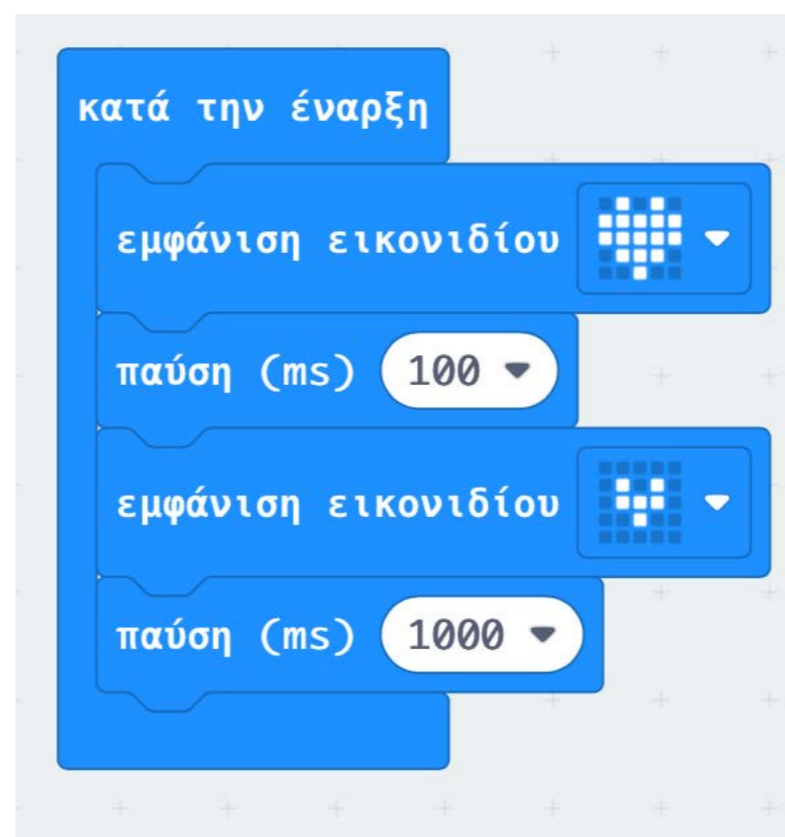 κατά την έναρξη
εμφάνιση εικονιδίου
παύση (ms) 100
εμφάνιση εικονιδίου
παύση (ms) 1000